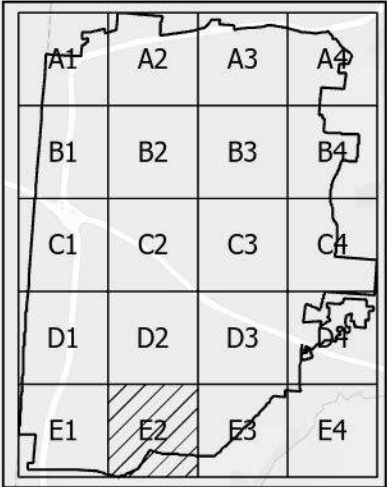 A1 A2 A3 A4
B1 B2 B3 B4
C1 C2 C3 C4
D1 D2 D3 D4
E1 E2 E3 E4